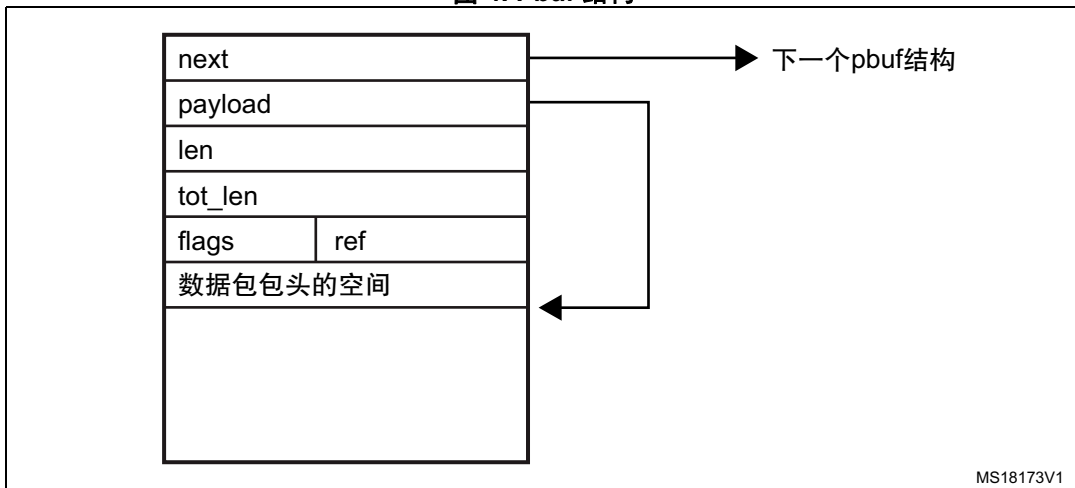 next
下一个pbuf结构
payload
len
tot_len
flags
ref
数据包包头的空间
MS18173V1